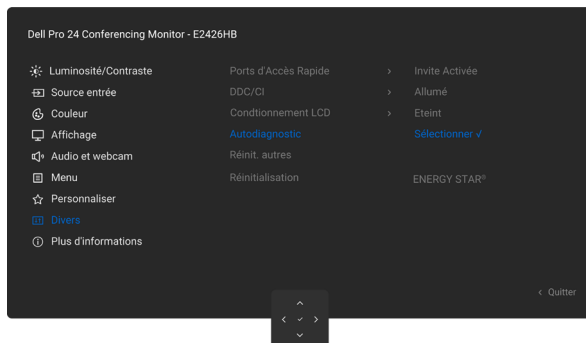 Dell Pro 24 Conferencing Monitor - E2426HB
Luminosité/Contraste Ports d'Accès Rapide > Invite Activée
Source entrée DDC/CI > Allumé
Couleur Condtionnement LCD > Eteint
Affichage Autodiagnostic Sélectionner √
Audio et webcam Réinit. autres
Menu Réinitialisation ENERGY STAR®
Personnaliser
Divers
Plus d'informations
< Quitter